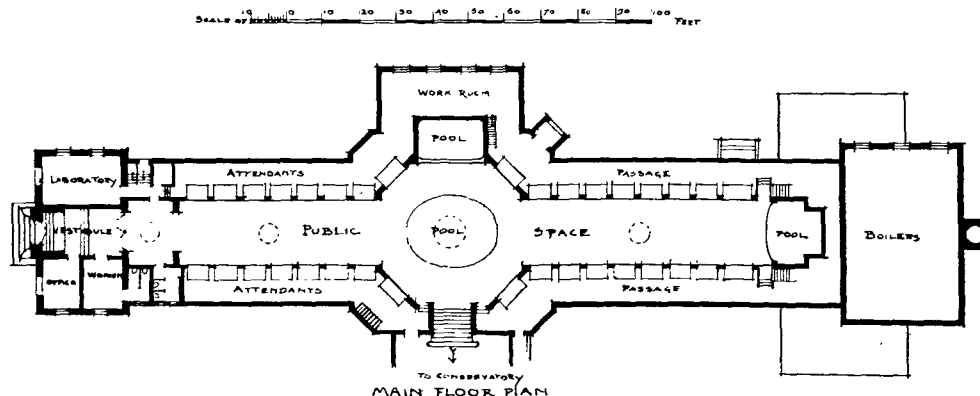 SCALE OF
10 0 10 20 30 40 50 60 70 80 90 100 FEET
WORK ROOM
POOL
LABORATORY
ATTENDANTS
PASSAGE
VESTIBULE
PUBLIC
POOL
SPACE
POOL
BOILERS
OFFICE
WOMEN
ATTENDANTS
PASSAGE
TO CONSERVATORY
MAIN FLOOR PLAN